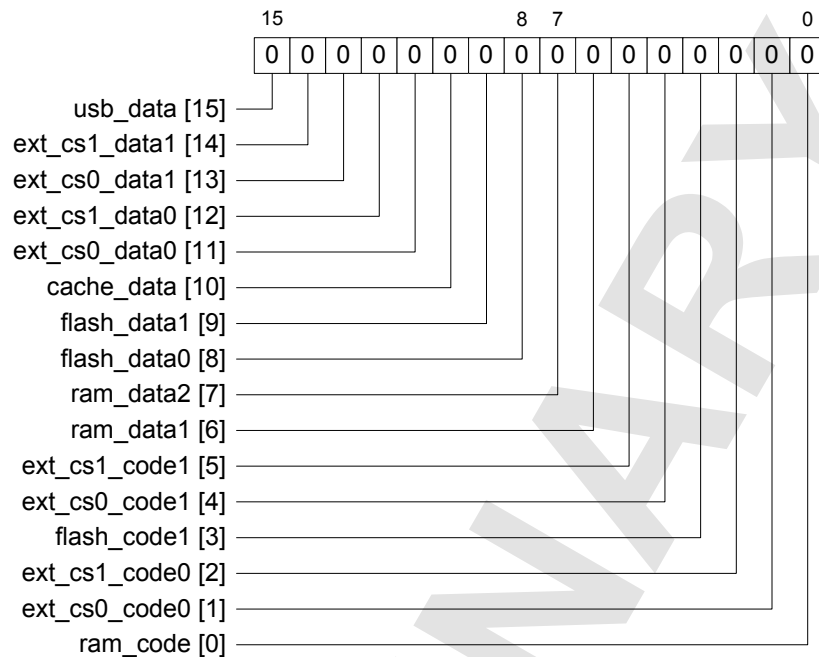 15 8 7 0
0 0 0 0 0 0 0 0 0 0 0 0 0 0 0 0
usb_data [15]
ext_cs1_data1 [14]
ext_cs0_data1 [13]
ext_cs1_data0 [12]
ext_cs0_data0 [11]
cache_data [10]
flash_data1 [9]
flash_data0 [8]
ram_data2 [7]
ram_data1 [6]
ext_cs1_code1 [5]
ext_cs0_code1 [4]
flash_code1 [3]
ext_cs1_code0 [2]
ext_cs0_code0 [1]
ram_code [0]
NARY